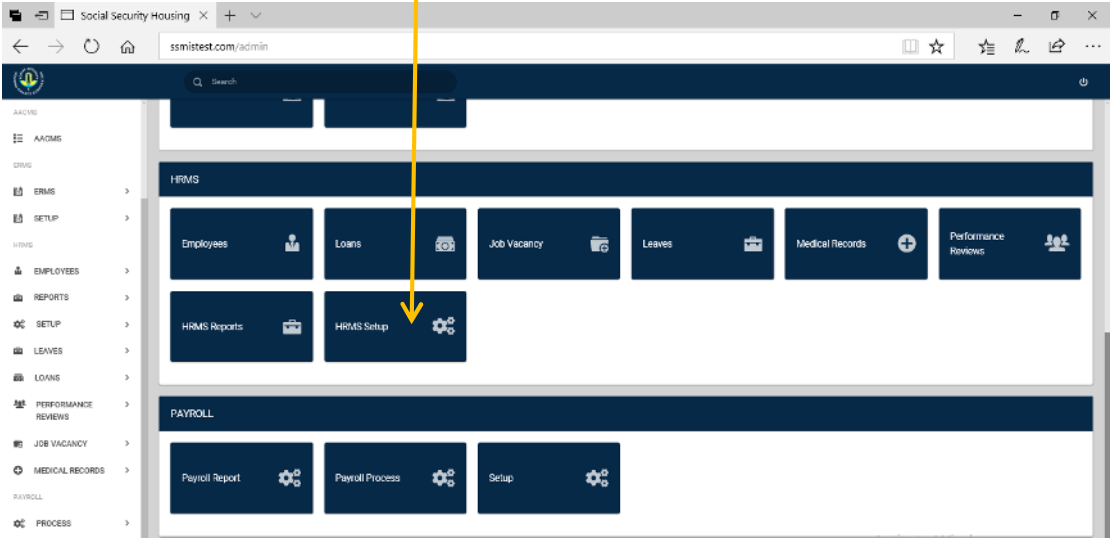 Social Security Housing
ssmistest.com/admin
Search
AACMS
AACMS
ERMS
ERMS
SETUP
HRMS
EMPLOYEES
REPORTS
SETUP
LEAVES
LOANS
PERFORMANCE
REVIEWS
JOB VACANCY
MEDICAL RECORDS
PAYROLL
PROCESS
HRMS
Employees
Loans
Job Vacancy
Leaves
Medical Records
Performance
Reviews
HRMS Reports
HRMS Setup
PAYROLL
Payroll Report
Payroll Process
Setup